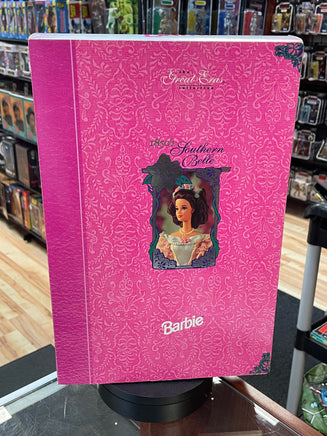 the
Great Eras
collection
1850's Southern
Belle
Barbie